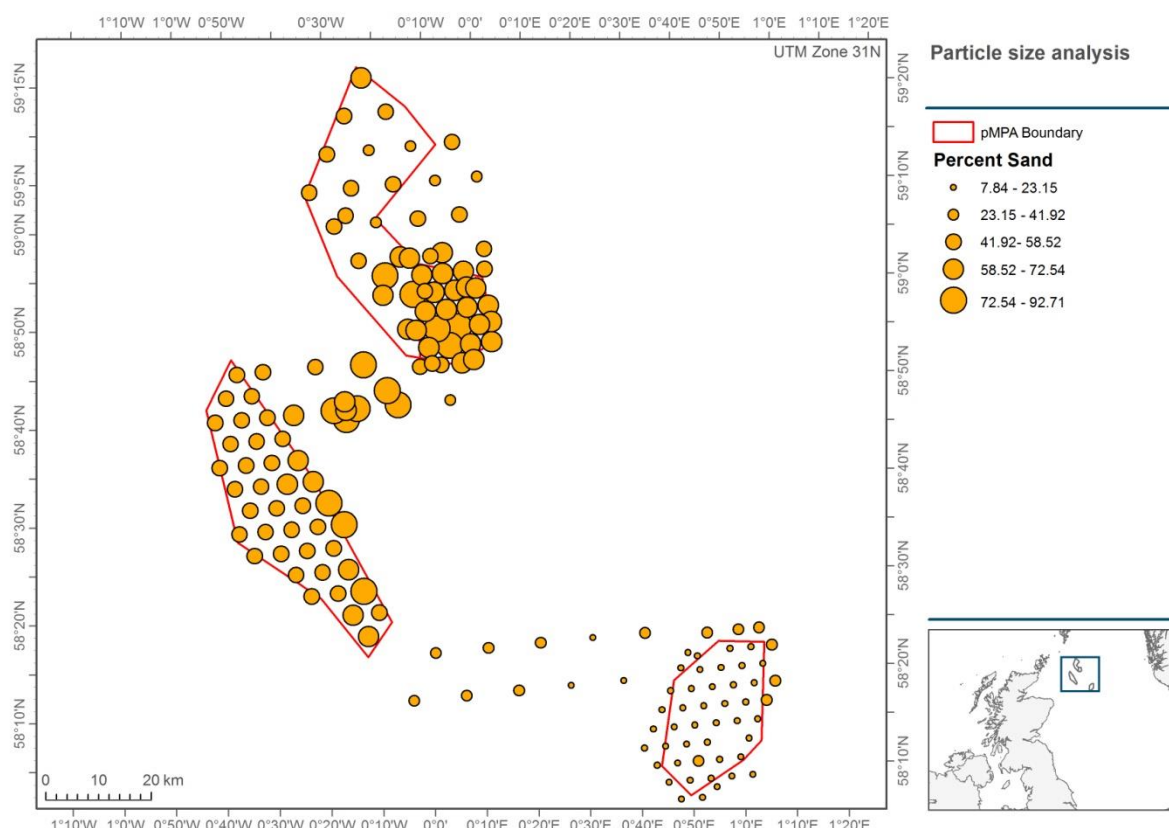 1°10'W 1°0'W 0°50'W 0°30'W 0°10'W 0°0'E 0°10'E 0°20'E 0°30'E 0°40'E 0°50'E 1°0'E 1°10'E 1°20'E
UTM Zone 31N
Particle size analysis
pMPA Boundary
Percent Sand
7.84 - 23.15
23.15 - 41.92
41.92- 58.52
58.52 - 72.54
72.54 - 92.71
59°15'N
59°5'N
59°0'N
58°50'N
58°40'N
58°30'N
58°20'N
58°10'N
59°20'N
59°10'N
59°0'N
58°50'N
58°40'N
58°30'N
58°20'N
58°10'N
0 10 20 km
1°10'W 1°0'W 0°50'W 0°40'W 0°30'W 0°20'W 0°10'W 0°0'E 0°10'E 0°20'E 0°30'E 0°40'E 0°50'E 1°0'E 1°10'E 1°20'E